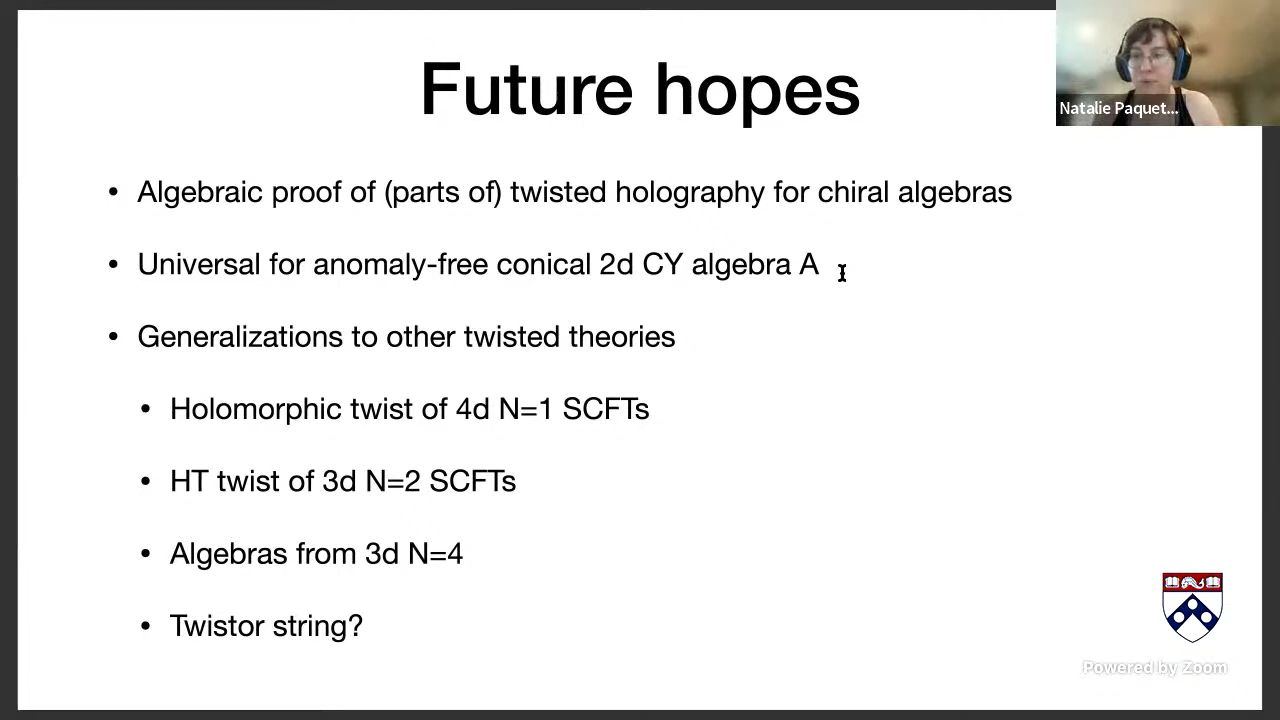 Future hopes
Natalie Paquet...
• Algebraic proof of (parts of) twisted holography for chiral algebras
• Universal for anomaly-free conical 2d CY algebra A
• Generalizations to other twisted theories
• Holomorphic twist of 4d N=1 SCFTs
• HT twist of 3d N=2 SCFTs
• Algebras from 3d N=4
• Twistor string?
Powered by Zoom